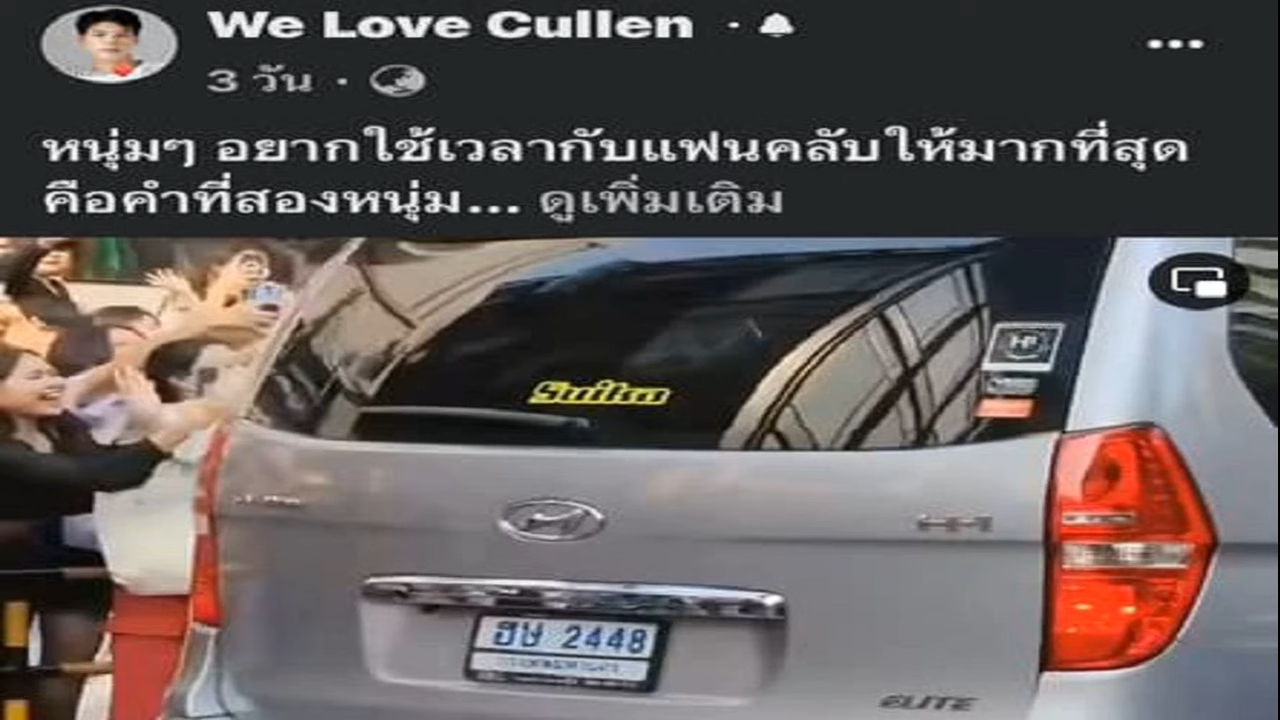 We Love Cullen
3 วัน
หนุ่มๆ อยากใช้เวลากับแฟนคลับให้มากที่สุด
คือคำที่สองหนุ่ม... ดูเพิ่มเติม
H1
ฮษ 2448
ELITE